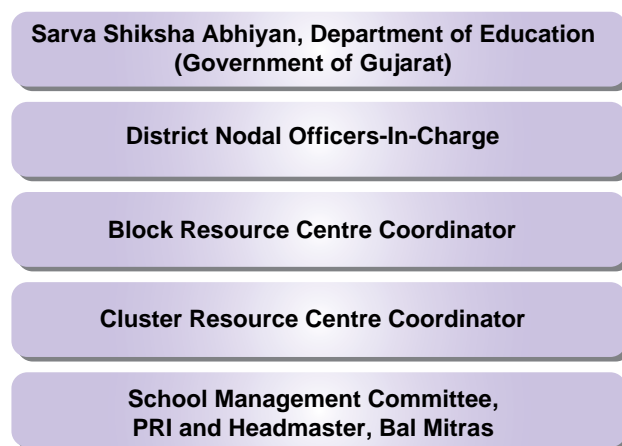 Sarva Shiksha Abhiyan, Department of Education
(Government of Gujarat)
District Nodal Officers-In-Charge
Block Resource Centre Coordinator
Cluster Resource Centre Coordinator
School Management Committee,
PRI and Headmaster, Bal Mitras